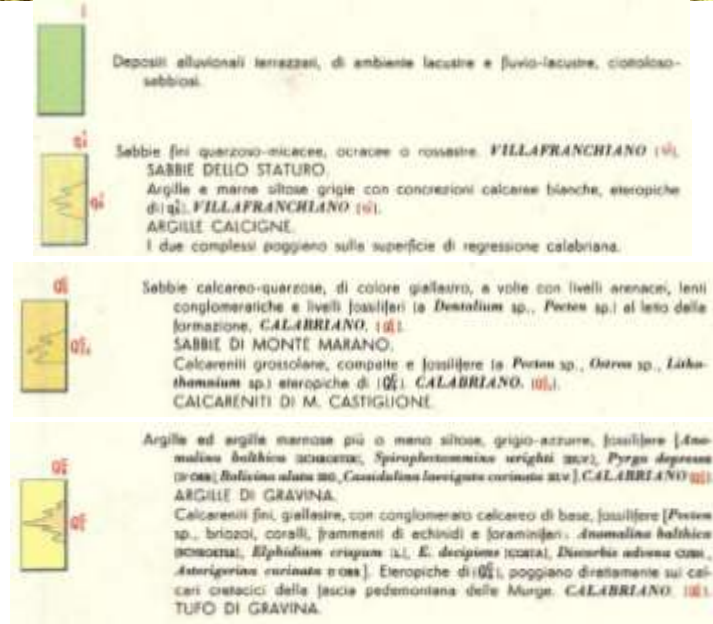 t
Depositi alluvionali terrazzati, di ambiente lacustre e fluvio-lacustre, ciottoloso-
sabbiosi.
Sabbie fini quarzoso-micacee, ocracee o rossastre. VILLAFRANCHIANO
SABBIE DELLO STATURO.
Argille e marne siltose grigie con concrezioni calcaree bianche, eteropiche
di VILLAFRANCHIANO
ARGILLE CALCIGNE.
I due complessi poggiano sulla superficie di regressione calabriana.
Sabbie calcareo-quarzose, di colore giallastro, a volte con livelli arenacei, lenti
conglomeratiche e livelli fossiliferi (a Dentalium sp., Pecten sp.) al letto della
formazione. CALABRIANO.
SABBIE DI MONTE MARANO.
Calcareniti grossolane, compatte e fossilifere (a Pecten sp., Ostrea sp., Litho-
thamnium sp.) eteropiche di CALABRIANO.
CALCARENITI DI M. CASTIGLIONE.
Argille ed argille marnose più o meno siltose, grigio-azzurre, fossilifere [Ano-
malina balthica Spiroplectammina wrighti Pyrgo depressa
Bolivina alata Cassidulina laevigata carinata CALABRIANO
ARGILLE DI GRAVINA.
Calcareniti fini, giallastre, con conglomerato calcareo di base, fossilifere [Pecten
sp., briozoi, coralli, frammenti di echinidi e foraminiferi: Anomalina balthica
Elphidium crispum E. decipiens Discorbis advena
Asterigerina carinata Eteropiche di poggiano direttamente sui cal-
cari cretacici della fascia pedemontana delle Murge. CALABRIANO
TUFO DI GRAVINA.